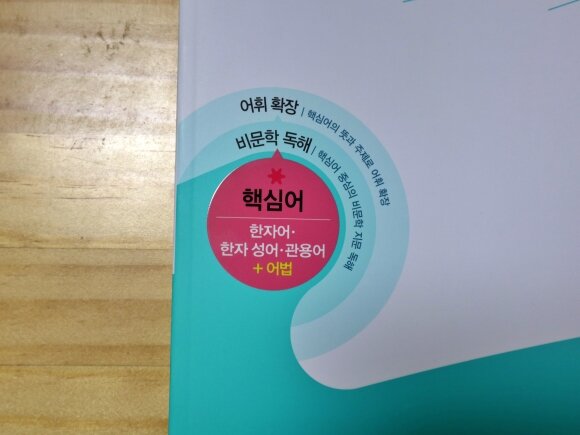 어휘 확장 | 핵심어의 뜻과 주제로 어휘 확장
비문학 독해 | 핵심어 중심의 비문학 지문 독해
핵심어
한자어·
한자 성어·관용어
+ 어법